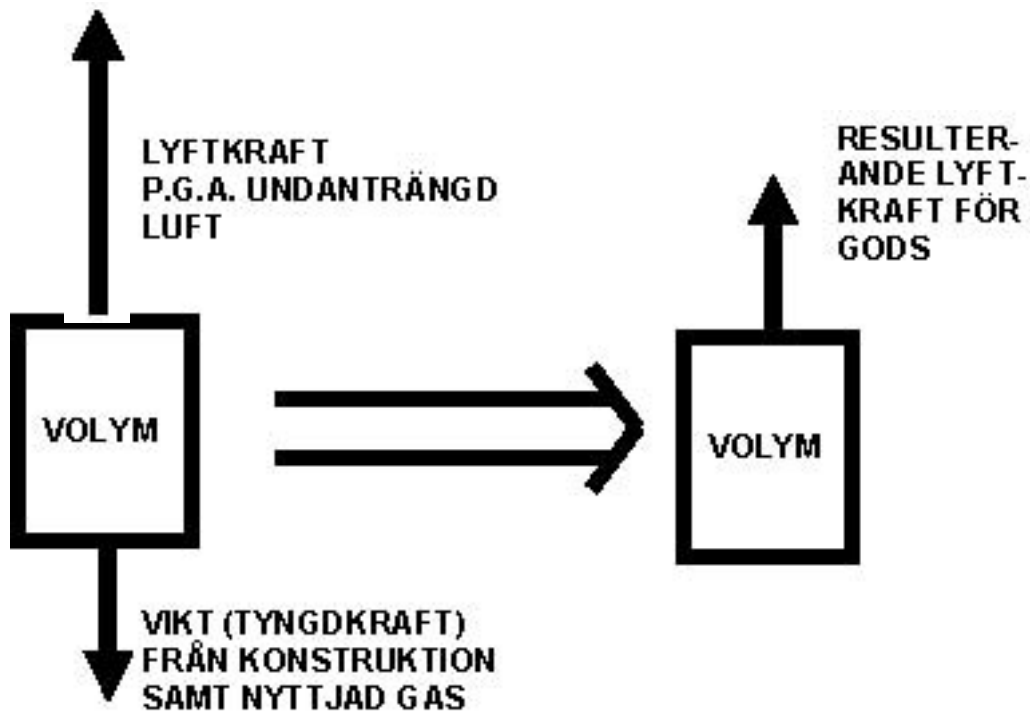 LYFTKRAFT
P.G.A. UNDANTRÄNGD
LUFT
RESULTER-
ANDE LYFT-
KRAFT FÖR
GODS
VOLYM
VOLYM
VIKT (TYNGDKRAFT)
FRÅN KONSTRUKTION
SAMT NYTTJAD GAS